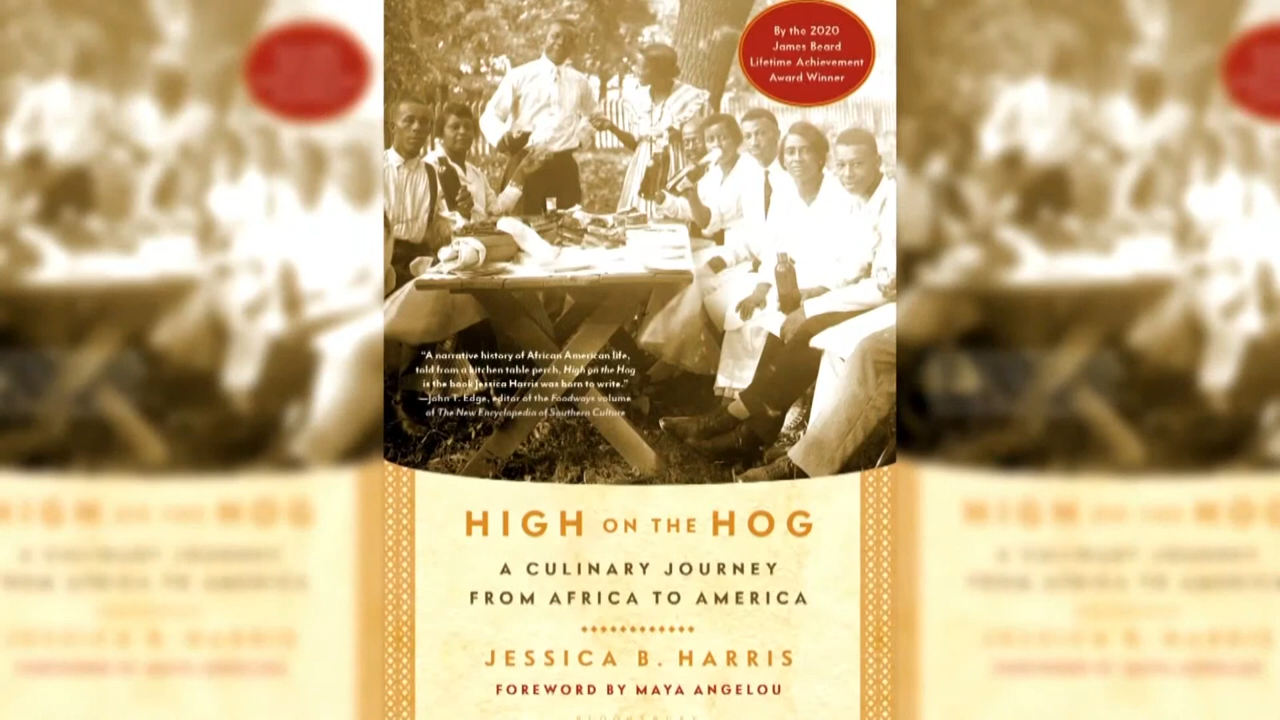 By the 2020
James Beard
Lifetime Achievement
Award Winner
"A narrative history of African American life,
told from a kitchen table perch, High on the Hog
is the book Jessica Harris was born to write."
—John T. Edge, editor of the Foodways volume
of The New Encyclopedia of Southern Culture
HIGH ON THE HOG
A CULINARY JOURNEY
FROM AFRICA TO AMERICA
JESSICA B. HARRIS
FOREWORD BY MAYA ANGELOU
BLOOMSBURY